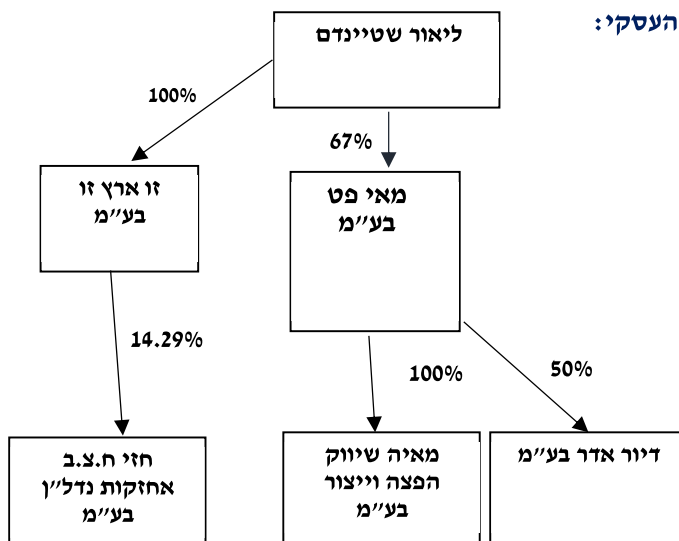 העסקי:
ליאור שטיינדם
100%
67%
זו ארץ זו
בע"מ
מאי פט
בע"מ
14.29%
100%
50%
חזי ח.צ.ב
אחזקות נדל"ן
בע"מ
מאיה שיווק
הפצה וייצור
בע"מ
דיור אדר בע"מ